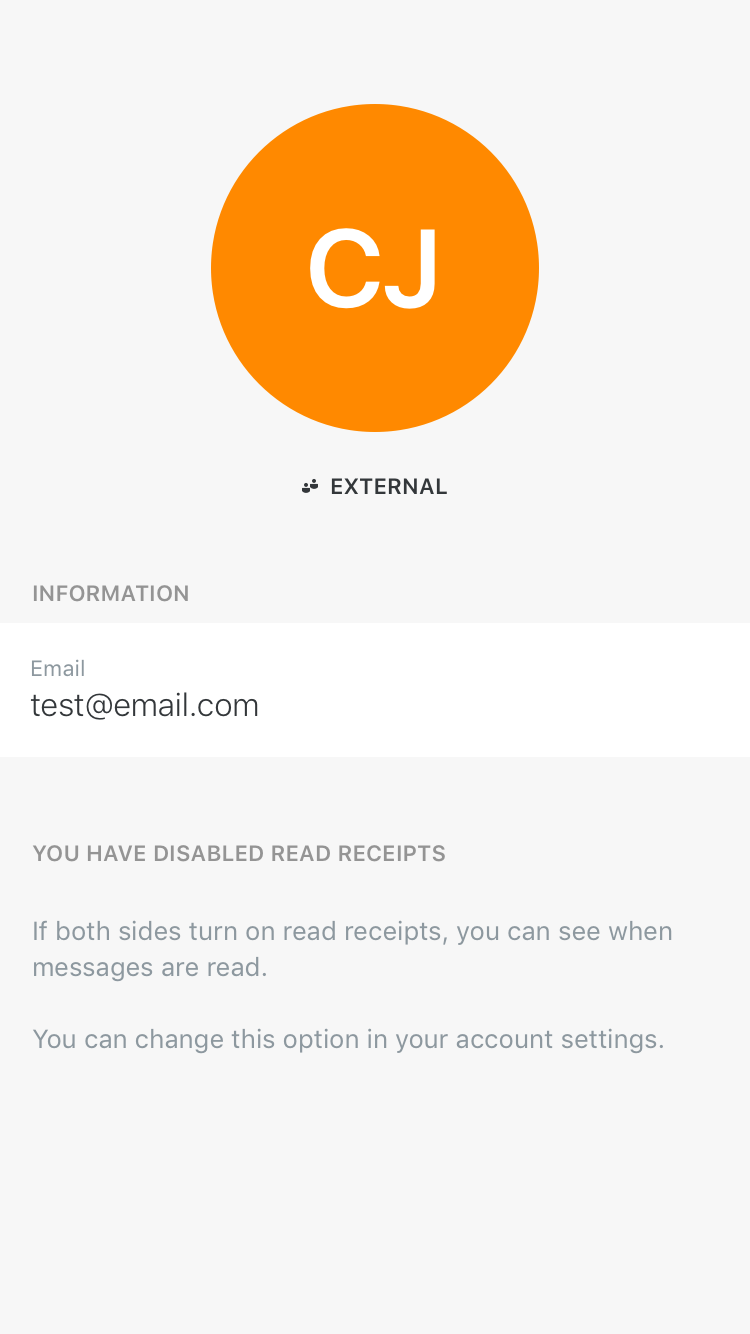 CJ
EXTERNAL
INFORMATION
Email
test@email.com
YOU HAVE DISABLED READ RECEIPTS
If both sides turn on read receipts, you can see when
messages are read.
You can change this option in your account settings.